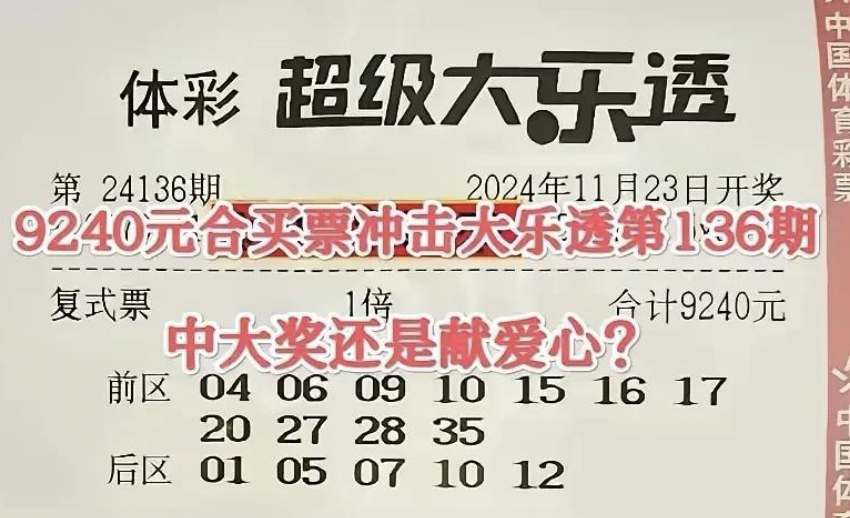 体彩 超级大乐透
第 24136期 2024年11月23日开奖
9240元合买票冲击大乐透第136期
复式票 1倍 合计9240元
中大奖还是献爱心？
前区 04 06 09 10 15 16 17
20 27 28 35
后区 01 05 07 10 12
中国体育彩票
中国体育